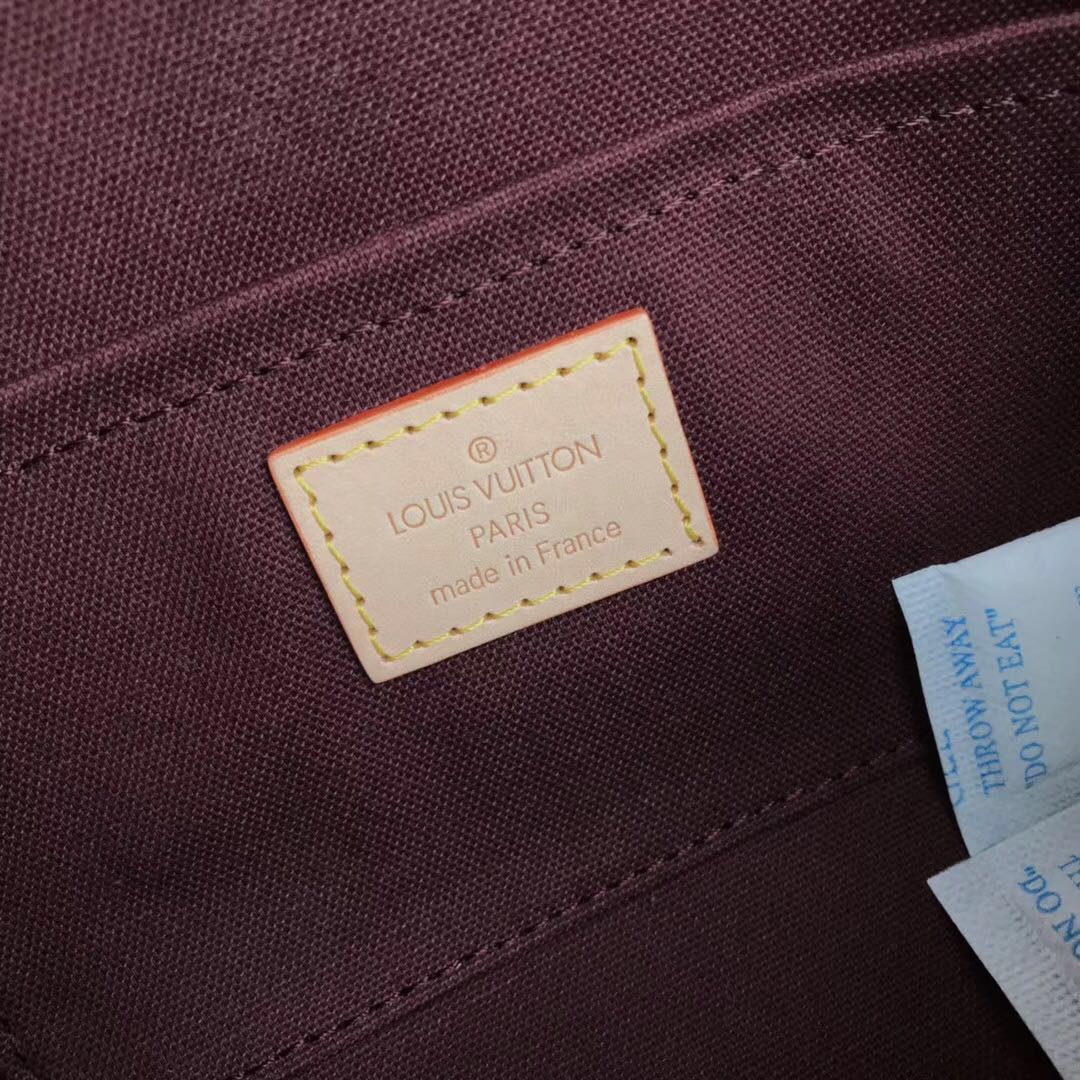 ®
LOUIS VUITTON
PARIS
made in France
THROW AWAY
"DO NOT EAT"